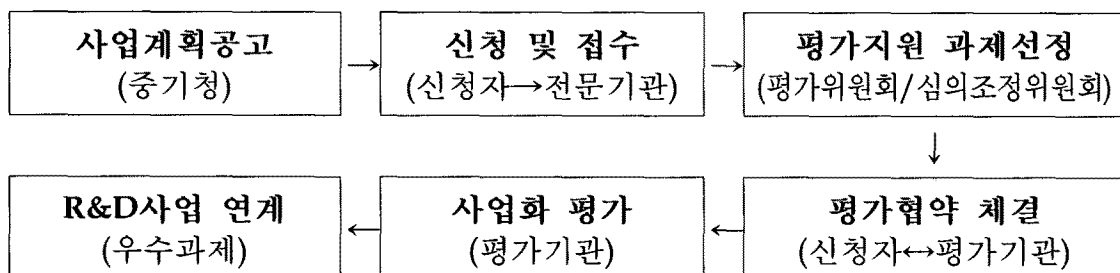 사업계획공고
(중기청)
→
신청 및 접수
(신청자→전문기관)
→
평가지원 과제선정
(평가위원회/심의조정위원회)
↓
평가협약 체결
(신청자↔평가기관)
←
사업화 평가
(평가기관)
←
R&D사업 연계
(우수과제)